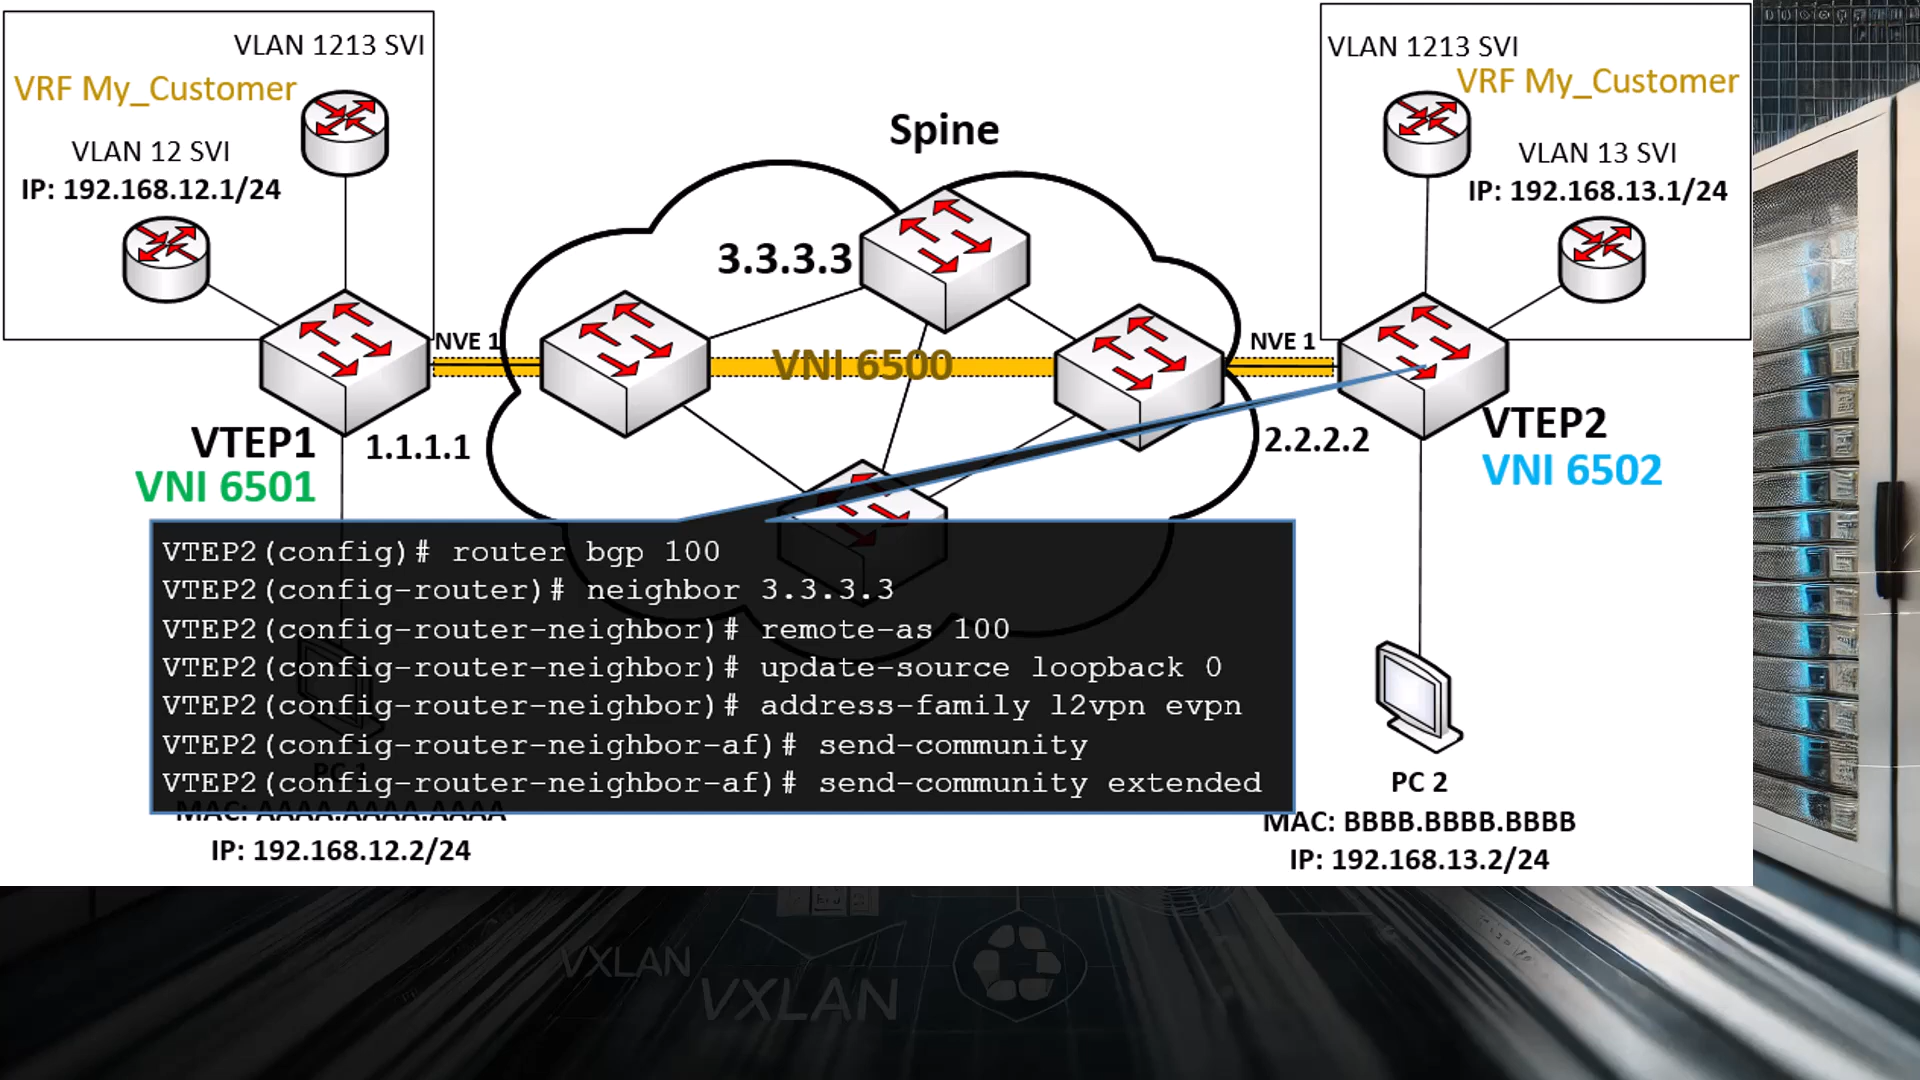 VLAN 1213 SVI
VRF My_Customer
VLAN 12 SVI
IP: 192.168.12.1/24
VLAN 1213 SVI
VRF My_Customer
VLAN 13 SVI
IP: 192.168.13.1/24
Spine
3.3.3.3
NVE 1
VNI 6500
NVE 1
VTEP1
1.1.1.1
VNI 6501
2.2.2.2
VTEP2
VNI 6502
VTEP2(config)# router bgp 100
VTEP2(config-router)# neighbor 3.3.3.3
VTEP2(config-router-neighbor)# remote-as 100
VTEP2(config-router-neighbor)# update-source loopback 0
VTEP2(config-router-neighbor)# address-family l2vpn evpn
VTEP2(config-router-neighbor-af)# send-community
VTEP2(config-router-neighbor-af)# send-community extended
PC 1
MAC: AAAA.AAAA.AAAA
IP: 192.168.12.2/24
PC 2
MAC: BBBB.BBBB.BBBB
IP: 192.168.13.2/24
VXLAN
VXLAN